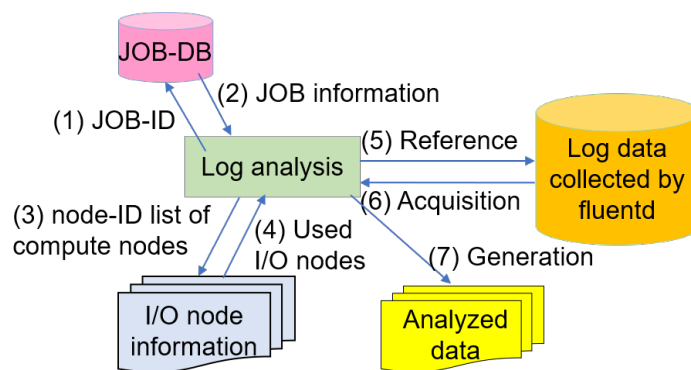 JOB-DB
(2) JOB information
(1) JOB-ID
(5) Reference
Log analysis
Log data
collected by
fluentd
(6) Acquisition
(3) node-ID list of
compute nodes
(4) Used
I/O nodes
(7) Generation
I/O node
information
Analyzed
data